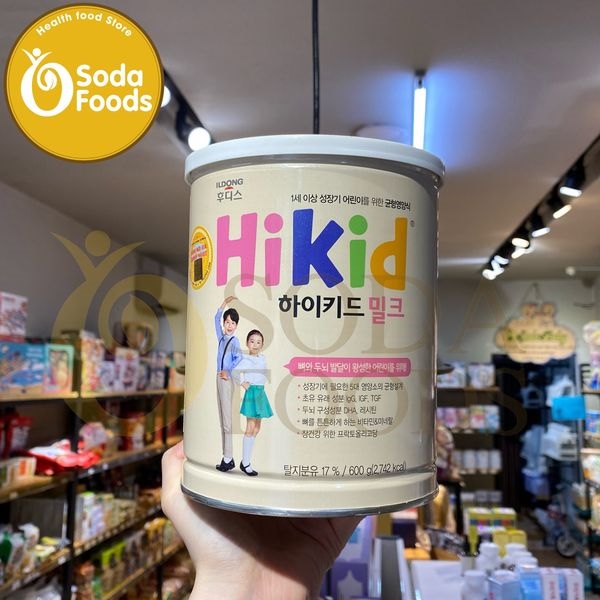 Health food Store
Soda
Foods
ILDONG
후디스
1세 이상 성장기 어린이를 위한 균형영양식
HiKid®
하이키드 밀크
뼈와 두뇌 발달이 왕성한 어린이를 위한
• 성장기에 필요한 5대 영양소의 균형설계
• 초유 유래 성분 IgG, IGF, TGF
• 두뇌 구성성분 DHA, 레시틴
• 뼈를 튼튼하게 하는 비타민&미네랄
• 장건강 위한 프락토올리고당
탈지분유 17 % / 600 g(2,742 kcal)
SODA
FOODS